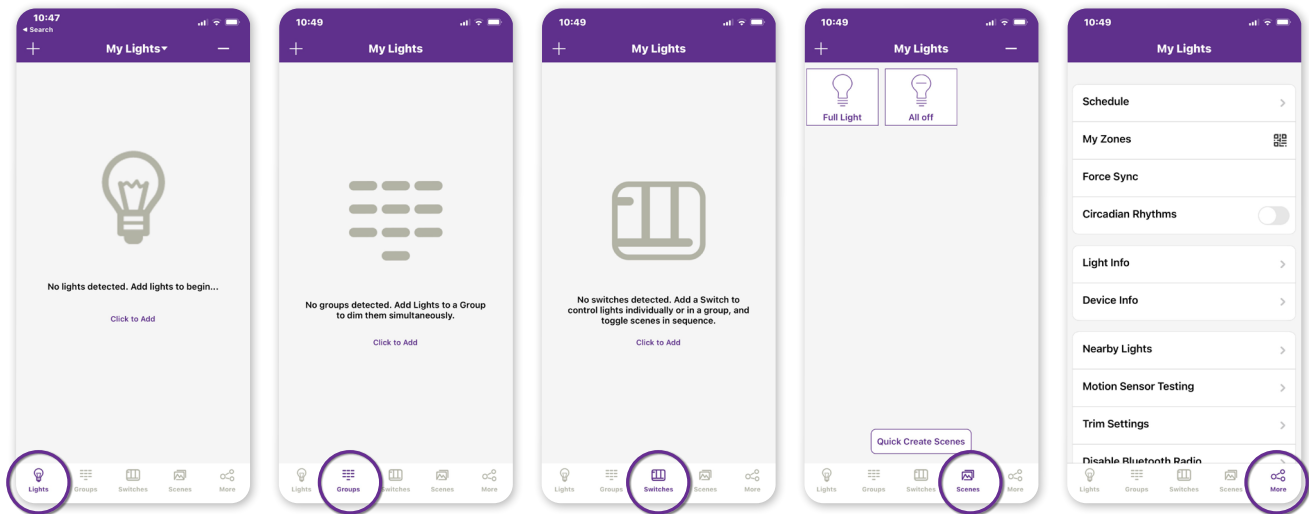 10:47
◄ Search
My Lights▾
No lights detected. Add lights to begin...
Click to Add
Lights
Groups
Switches
Scenes
More
10:49
My Lights
No groups detected. Add Lights to a Group
to dim them simultaneously.
Click to Add
Lights
Groups
Switches
Scenes
More
10:49
My Lights
No switches detected. Add a Switch to
control lights individually or in a group, and
toggle scenes in sequence.
Click to Add
Lights
Groups
Switches
Scenes
More
10:49
My Lights
Full Light
All off
Quick Create Scenes
Lights
Groups
Switches
Scenes
More
10:49
My Lights
Schedule
My Zones
Force Sync
Circadian Rhythms
Light Info
Device Info
Nearby Lights
Motion Sensor Testing
Trim Settings
Disable Bluetooth Radio
Lights
Groups
Switches
Scenes
More